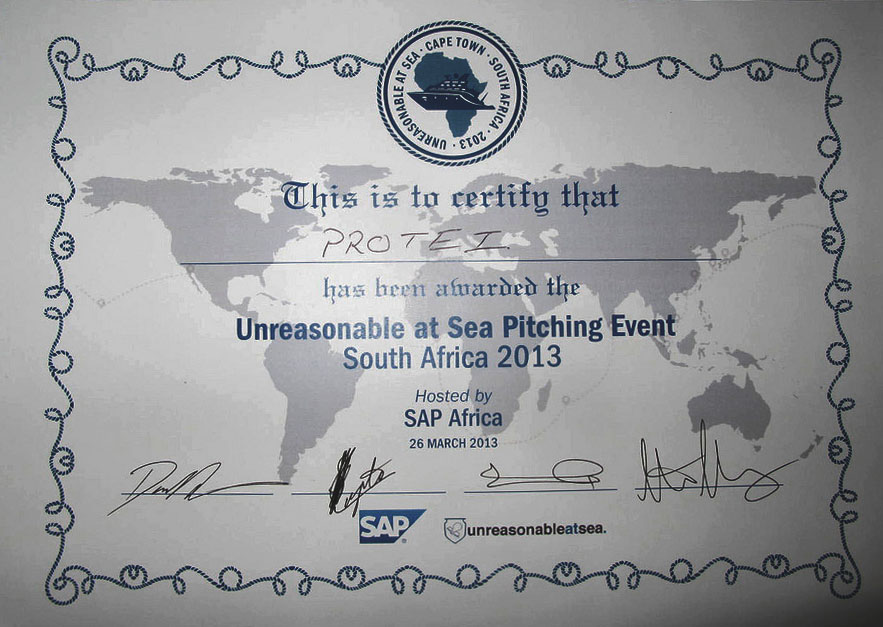 UNREASONABLE AT SEA · CAPE TOWN · SOUTH AFRICA · 2013 ·
This is to certify that
PROTEI
has been awarded the
Unreasonable at Sea Pitching Event
South Africa 2013
Hosted by
SAP Africa
26 MARCH 2013
SAP®
unreasonableatsea.